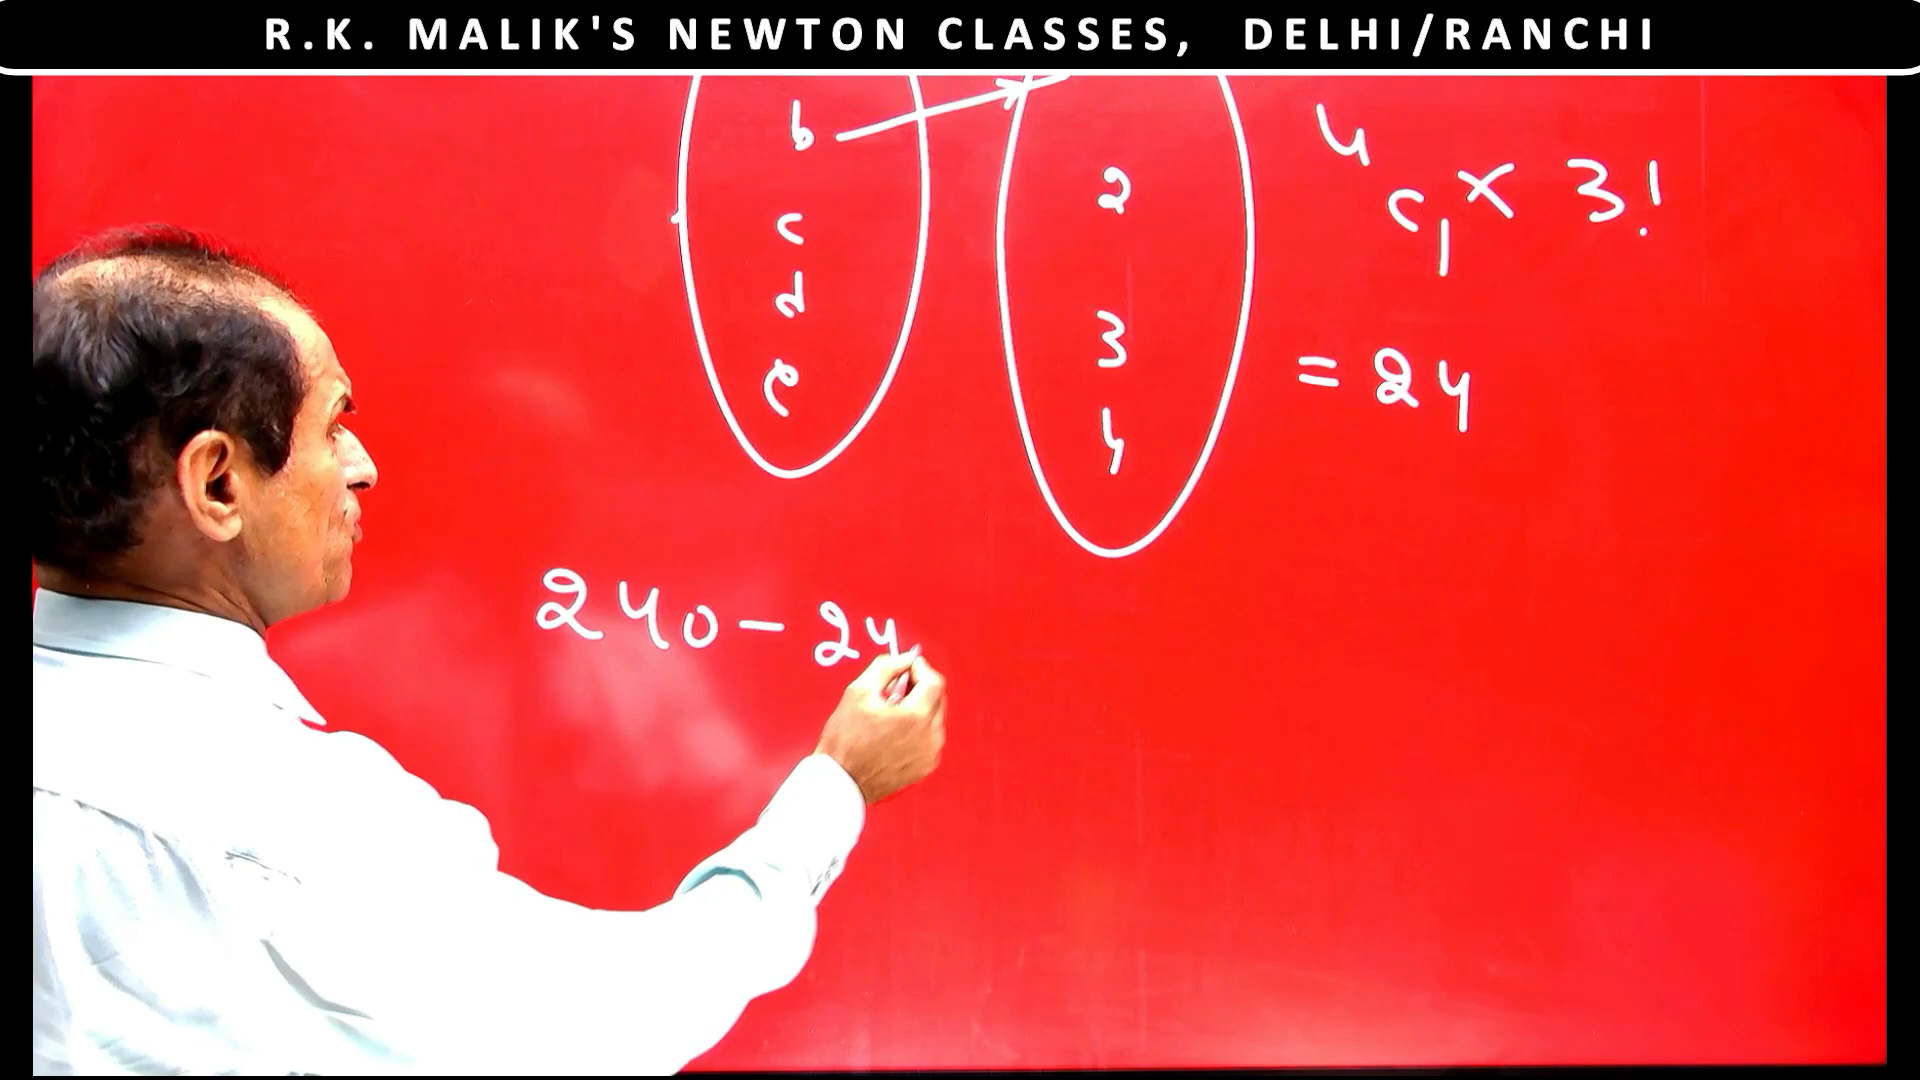 R.K. MALIK'S NEWTON CLASSES, DELHI/RANCHI
b
c
d
e
2
3
4
4C1 × 3!
= 24
240 - 24